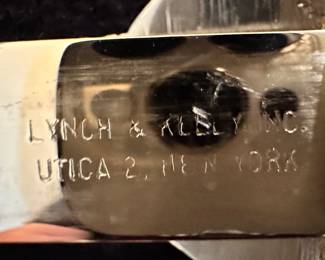 LYNCH & KELLY, INC.
UTICA 2, NEW YORK